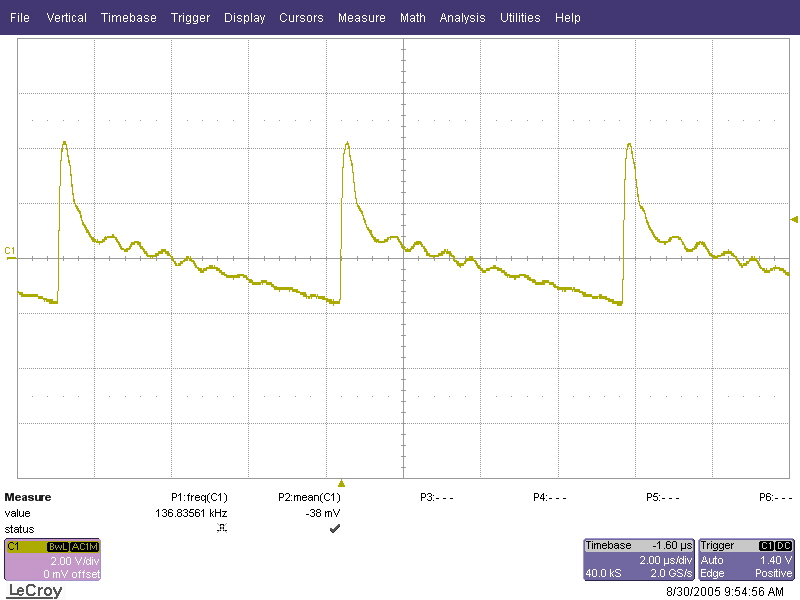 File Vertical Timebase Trigger Display Cursors Measure Math Analysis Utilities Help
C1
Measure P1:freq(C1) P2:mean(C1) P3:- - - P4:- - - P5:- - - P6:- - -
value 136.83561 kHz -38 mV
status
C1 BwL AC1M
2.00 V/div
0 mV offset
Timebase -1.60 µs
2.00 µs/div
40.0 kS 2.0 GS/s
Trigger C1 DC
Auto 1.40 V
Edge Positive
LeCroy
8/30/2005 9:54:56 AM